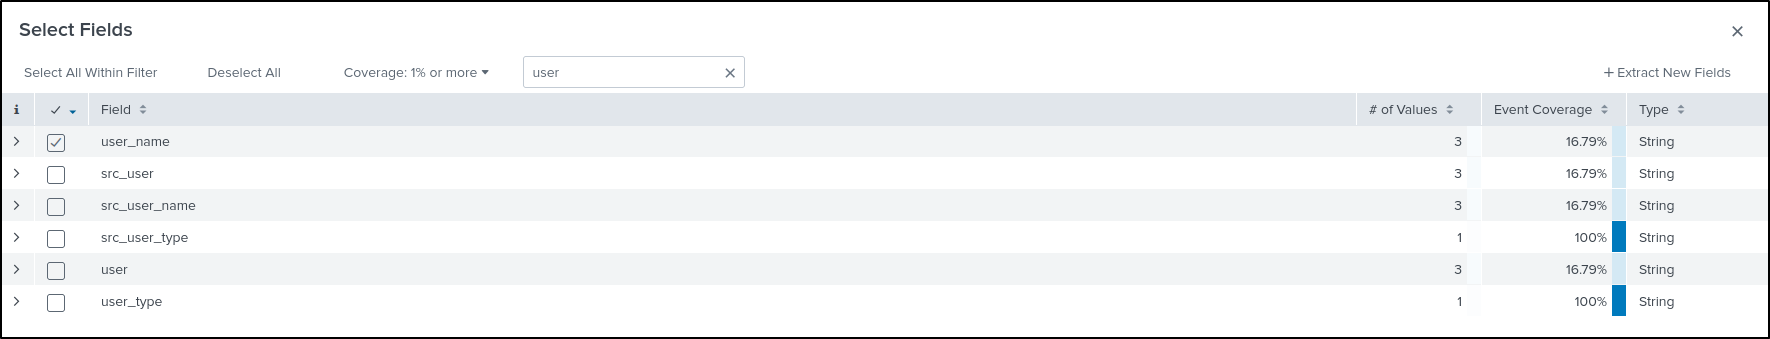 Select Fields
Select All Within Filter Deselect All Coverage: 1% or more user + Extract New Fields
i Field # of Values Event Coverage Type
user_name 3 16.79% String
src_user 3 16.79% String
src_user_name 3 16.79% String
src_user_type 1 100% String
user 3 16.79% String
user_type 1 100% String